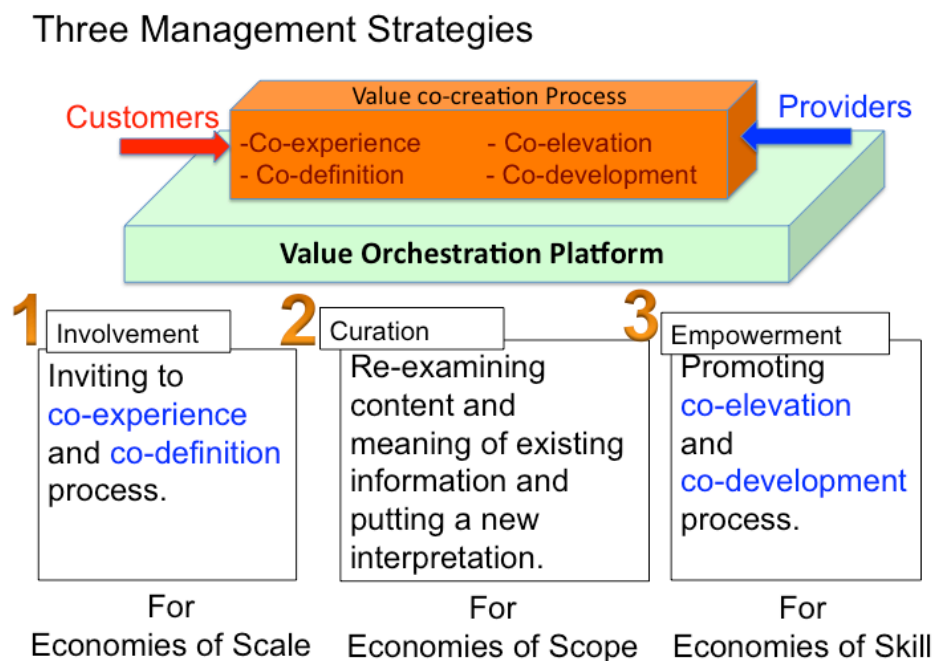 Three Management Strategies
Value co-creation Process
Customers
Providers
-Co-experience
- Co-elevation
- Co-definition
- Co-development
Value Orchestration Platform
1
Involvement
Inviting to
co-experience
and co-definition
process.
For
Economies of Scale
2
Curation
Re-examining
content and
meaning of existing
information and
putting a new
interpretation.
For
Economies of Scope
3
Empowerment
Promoting
co-elevation
and
co-development
process.
For
Economies of Skill